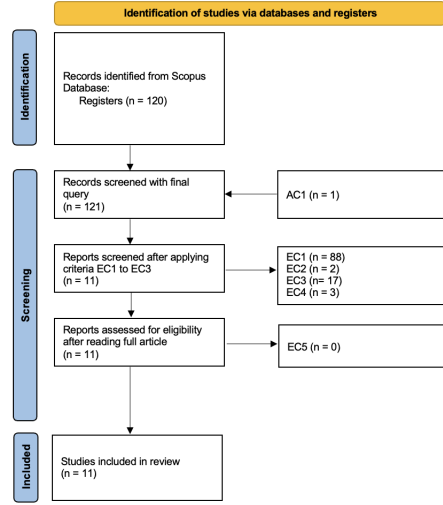 Identification of studies via databases and registers
Identification
Records identified from Scopus
Database:
Registers (n = 120)
Screening
Records screened with final
query
(n = 121)
AC1 (n = 1)
Reports screened after applying
criteria EC1 to EC3
(n = 11)
EC1 (n = 88)
EC2 (n = 2)
EC3 (n= 17)
EC4 (n = 3)
Reports assessed for eligibility
after reading full article
(n = 11)
EC5 (n = 0)
Included
Studies included in review
(n = 11)